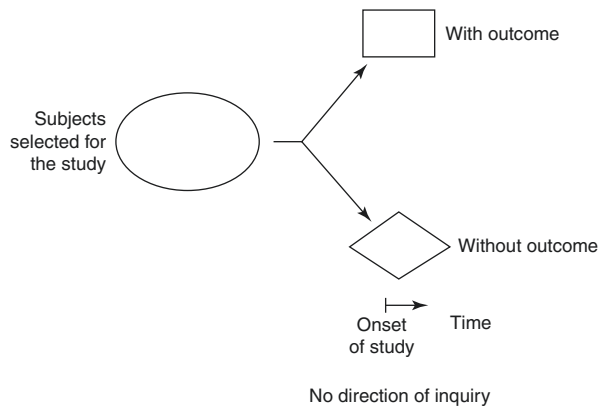 With outcome
Subjects
selected for
the study
Without outcome
Onset
of study
Time
No direction of inquiry